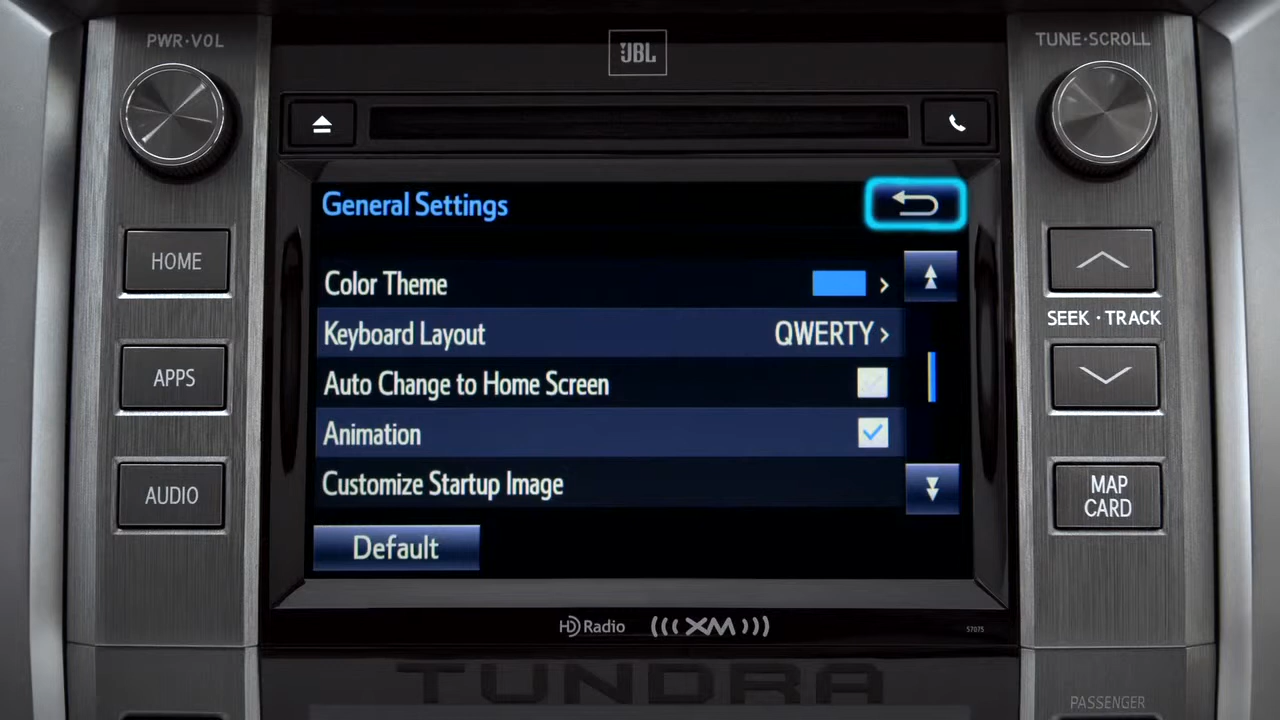 PWR·VOL
JBL
TUNE·SCROLL
General Settings
HOME
Color Theme
Keyboard Layout QWERTY
SEEK·TRACK
APPS
Auto Change to Home Screen
Animation
AUDIO
Customize Startup Image
MAP
CARD
Default
HD Radio
((( XM )))
57075
TUNDRA
PASSENGER